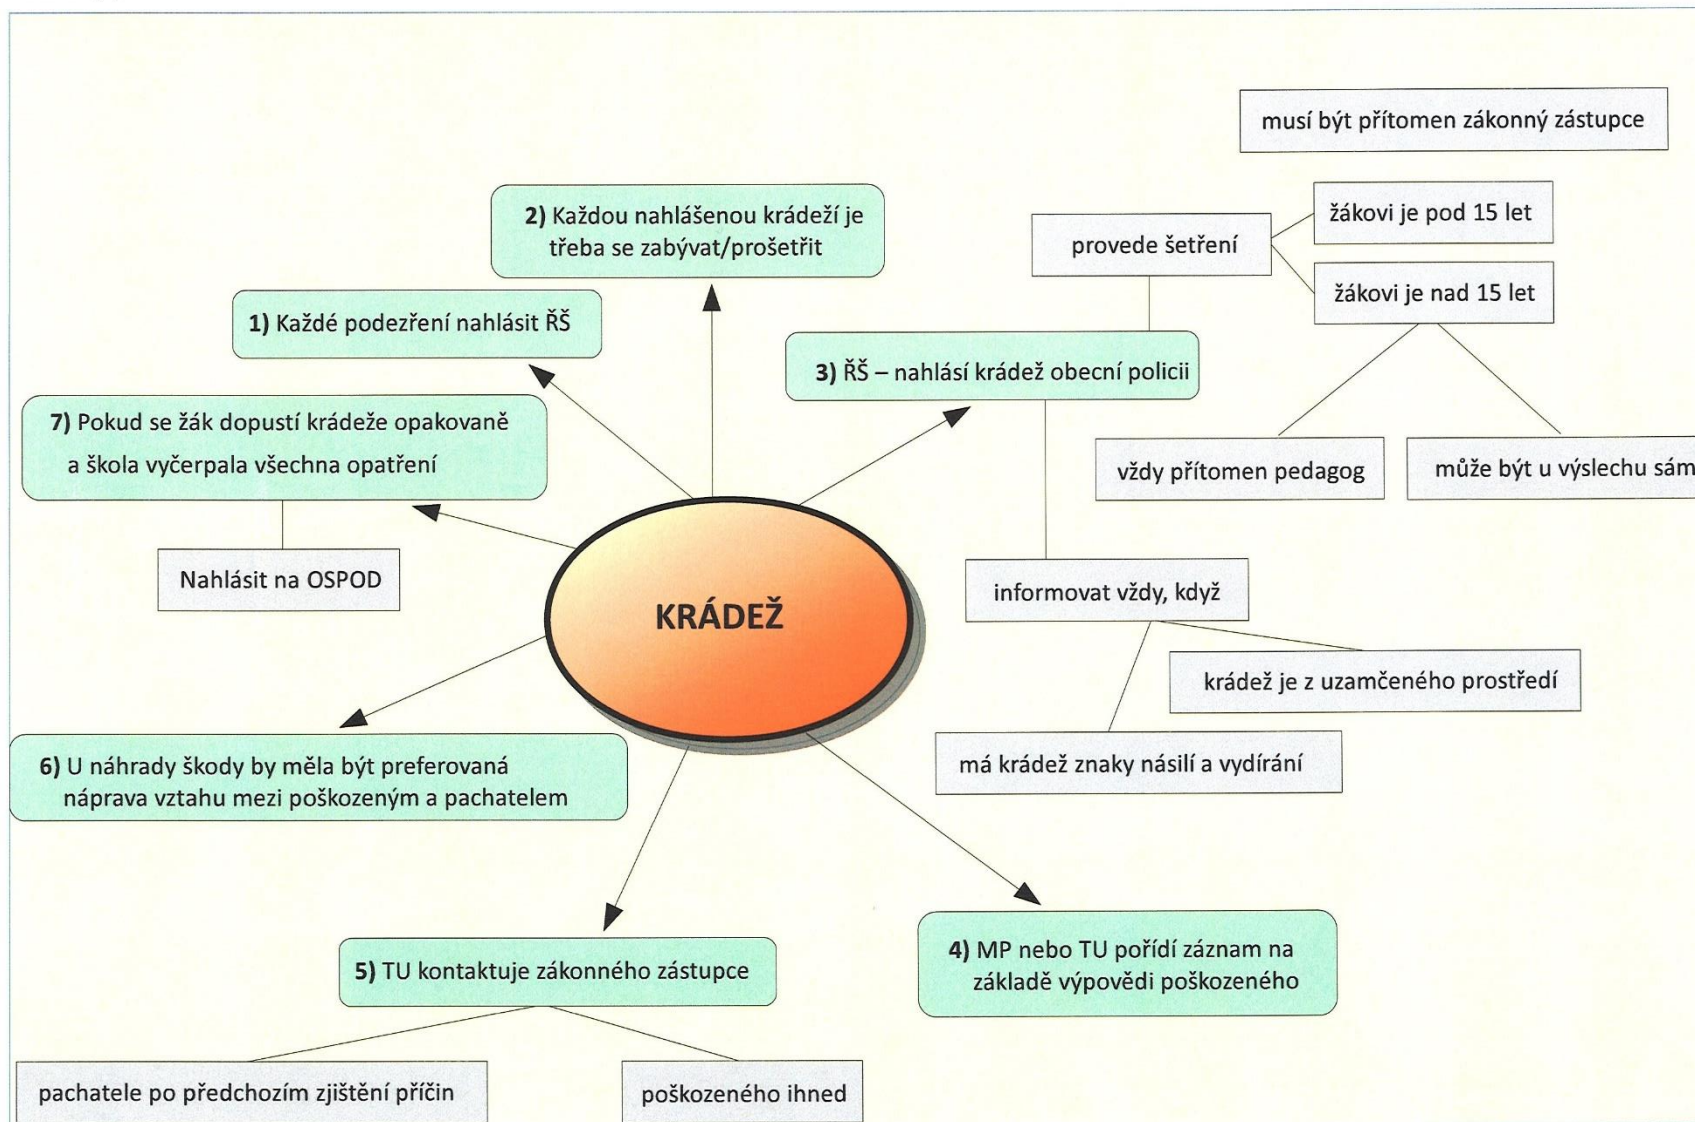 musí být přítomen zákonný zástupce
2) Každou nahlášenou krádeží je
třeba se zabývat/prošetřit
provede šetření
žákovi je pod 15 let
žákovi je nad 15 let
1) Každé podezření nahlásit ŘŠ
3) ŘŠ – nahlásí krádež obecní policii
7) Pokud se žák dopustí krádeže opakovaně
a škola vyčerpala všechna opatření
vždy přítomen pedagog
může být u výslechu sám
Nahlásit na OSPOD
KRÁDEŽ
informovat vždy, když
krádež je z uzamčeného prostředí
má krádež znaky násilí a vydírání
6) U náhrady škody by měla být preferovaná
náprava vztahu mezi poškozeným a pachatelem
4) MP nebo TU pořídí záznam na
základě výpovědi poškozeného
5) TU kontaktuje zákonného zástupce
pachatele po předchozím zjištění příčin
poškozeného ihned